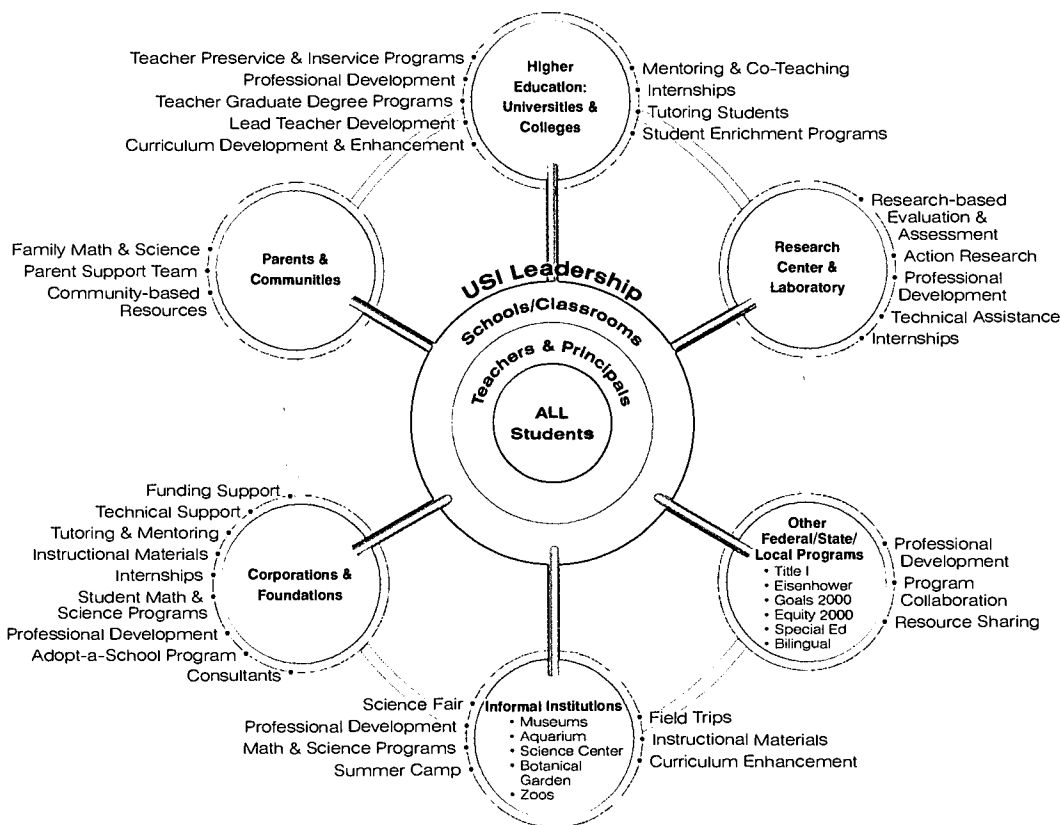 Teacher Preservice & Inservice Programs
Professional Development
Teacher Graduate Degree Programs
Lead Teacher Development
Curriculum Development & Enhancement
Higher
Education:
Universities &
Colleges
Mentoring & Co-Teaching
Internships
Tutoring Students
Student Enrichment Programs
Family Math & Science
Parent Support Team
Community-based
Resources
Parents &
Communities
Research
Center &
Laboratory
Research-based
Evaluation &
Assessment
Action Research
Professional
Development
Technical Assistance
Internships
USI Leadership
Schools/Classrooms
Teachers & Principals
ALL
Students
Funding Support
Technical Support
Tutoring & Mentoring
Instructional Materials
Internships
Student Math &
Science Programs
Professional Development
Adopt-a-School Program
Consultants
Corporations &
Foundations
Other
Federal/State/
Local Programs
• Title I
• Eisenhower
• Goals 2000
• Equity 2000
• Special Ed
• Bilingual
Professional
Development
Program
Collaboration
Resource Sharing
Science Fair
Professional Development
Math & Science Programs
Summer Camp
Informal Institutions
• Museums
• Aquarium
• Science Center
• Botanical
Garden
• Zoos
Field Trips
Instructional Materials
Curriculum Enhancement